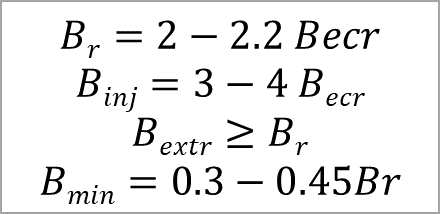 B_r = 2 − 2.2 Becr
B_inj = 3 − 4 B_ecr
B_extr ≥ B_r
B_min = 0.3 − 0.45Br